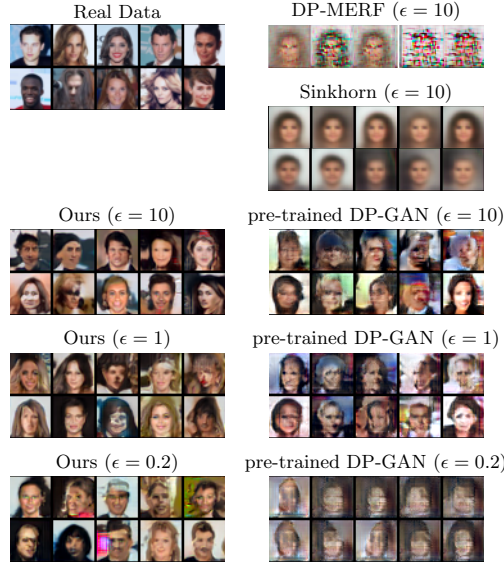 Real Data
DP-MERF (ϵ = 10)
Sinkhorn (ϵ = 10)
Ours (ϵ = 10)
pre-trained DP-GAN (ϵ = 10)
Ours (ϵ = 1)
pre-trained DP-GAN (ϵ = 1)
Ours (ϵ = 0.2)
pre-trained DP-GAN (ϵ = 0.2)